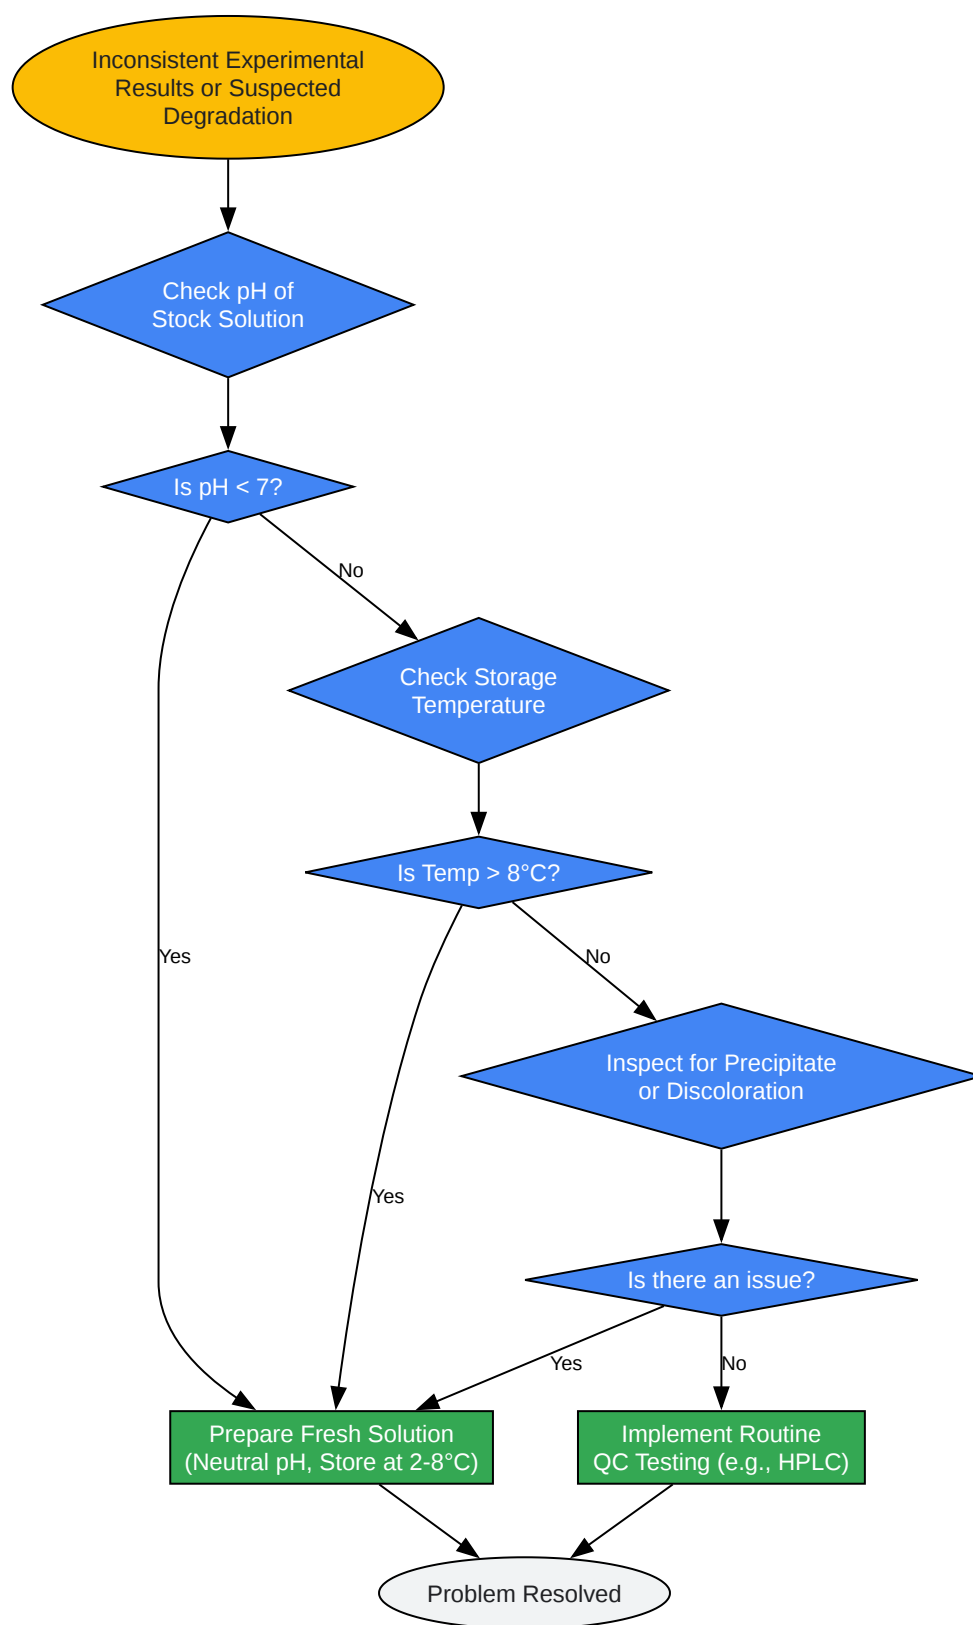 Inconsistent Experimental
Results or Suspected
Degradation
Check pH of
Stock Solution
Is pH < 7?
No
Check Storage
Temperature
Is Temp > 8°C?
Yes
No
Inspect for Precipitate
or Discoloration
Yes
Is there an issue?
Yes
No
Prepare Fresh Solution
(Neutral pH, Store at 2-8°C)
Implement Routine
QC Testing (e.g., HPLC)
Problem Resolved